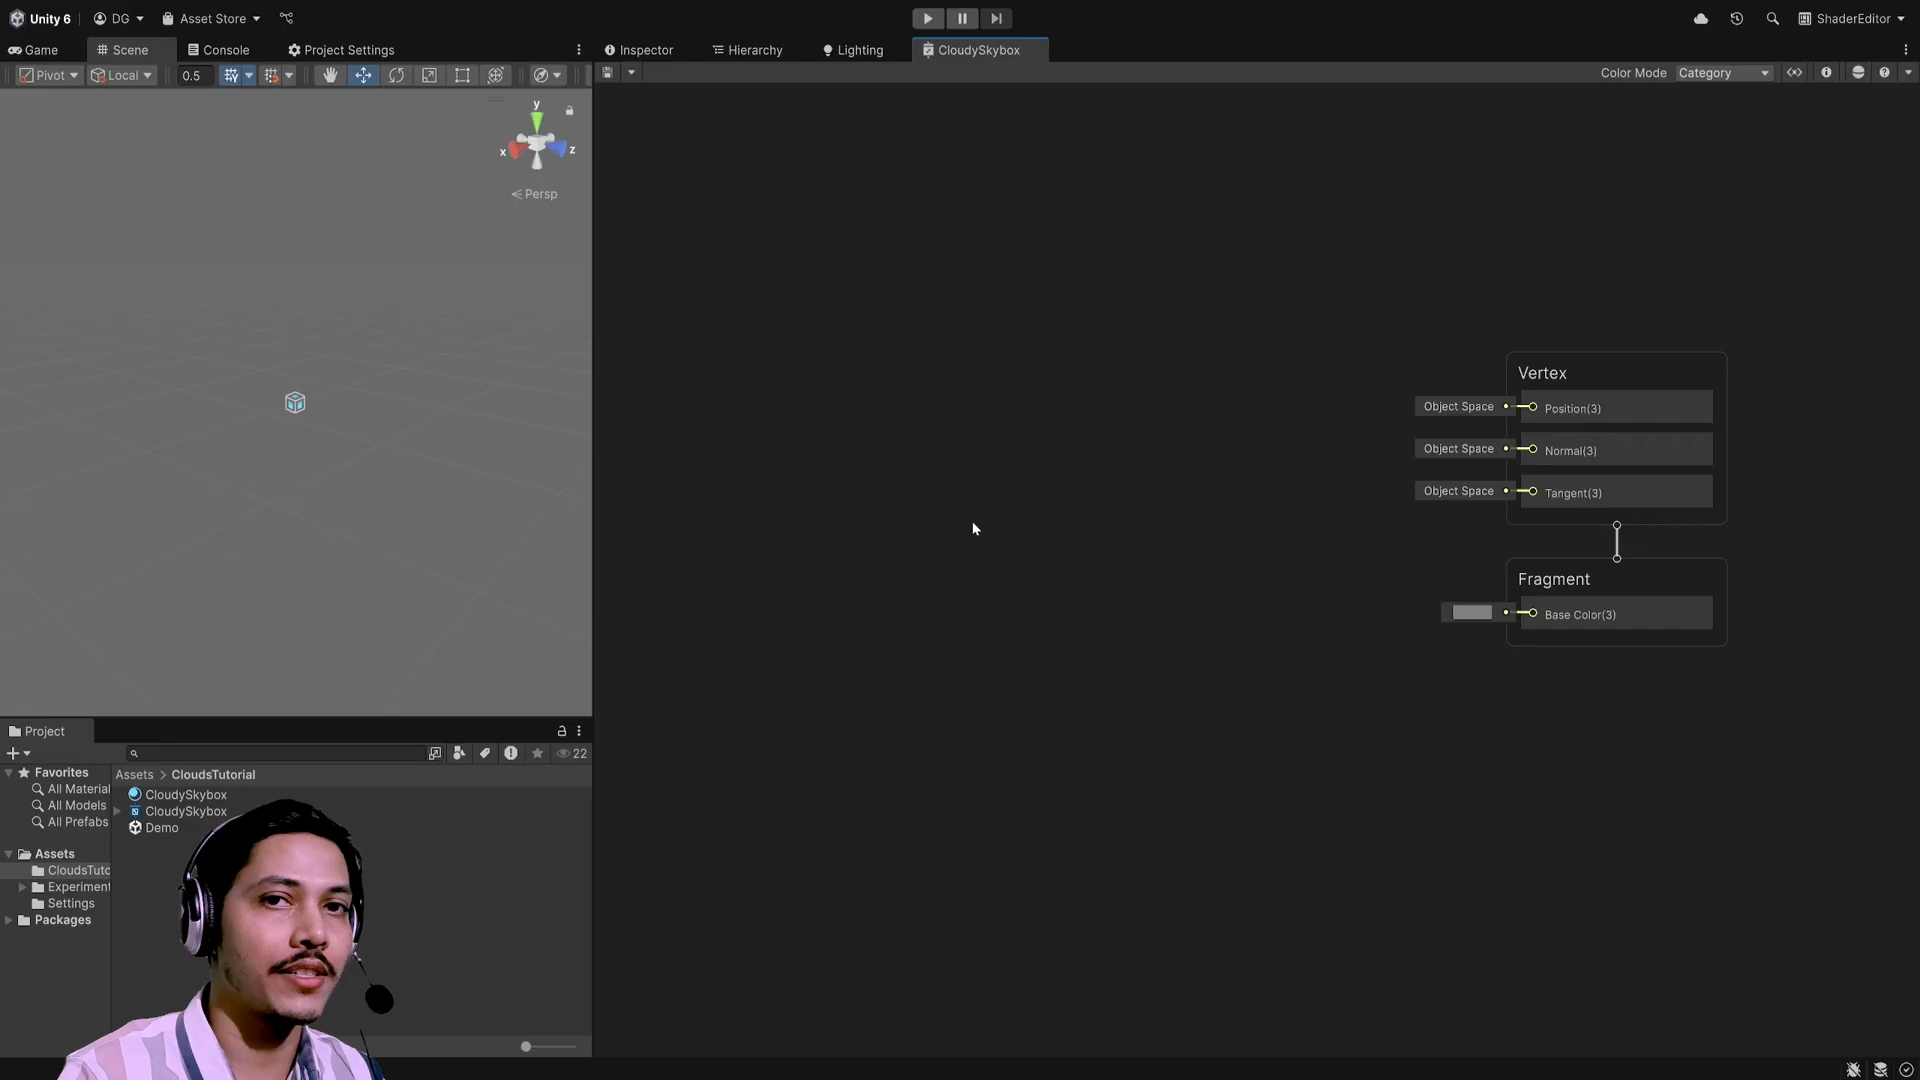 Unity 6
DG
Asset Store
ShaderEditor
Game
Scene
Console
Project Settings
Inspector
Hierarchy
Lighting
CloudySkybox
Pivot
Local
0.5
Color Mode
Category
y
x
z
Persp
Vertex
Object Space
Position(3)
Object Space
Normal(3)
Object Space
Tangent(3)
Fragment
Base Color(3)
Project
22
Favorites
All Material
All Models
All Prefabs
Assets
CloudsTuto
Experiment
Settings
Packages
Assets > CloudsTutorial
CloudySkybox
CloudySkybox
Demo